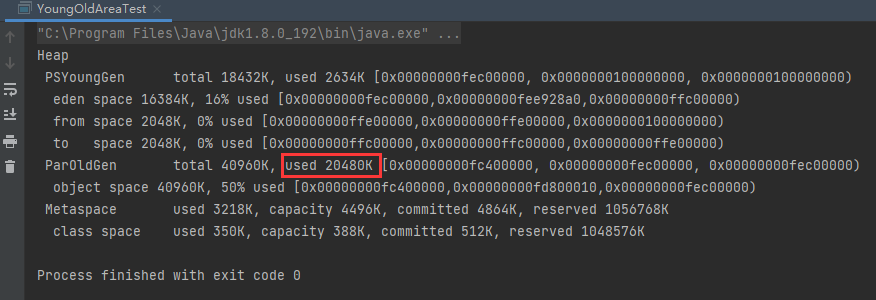 YoungOldAreaTest
"C:\Program Files\Java\jdk1.8.0_192\bin\java.exe" ...
Heap
 PSYoungGen      total 18432K, used 2634K [0x00000000fec00000, 0x0000000100000000, 0x0000000100000000)
  eden space 16384K, 16% used [0x00000000fec00000,0x00000000fee928a0,0x00000000ffc00000)
  from space 2048K, 0% used [0x00000000ffe00000,0x00000000ffe00000,0x0000000100000000)
  to   space 2048K, 0% used [0x00000000ffc00000,0x00000000ffc00000,0x00000000ffe00000)
 ParOldGen       total 40960K, used 20480K [0x00000000fc400000, 0x00000000fec00000, 0x00000000fec00000)
  object space 40960K, 50% used [0x00000000fc400000,0x00000000fd800010,0x00000000fec00000)
 Metaspace       used 3218K, capacity 4496K, committed 4864K, reserved 1056768K
  class space    used 350K, capacity 388K, committed 512K, reserved 1048576K
Process finished with exit code 0